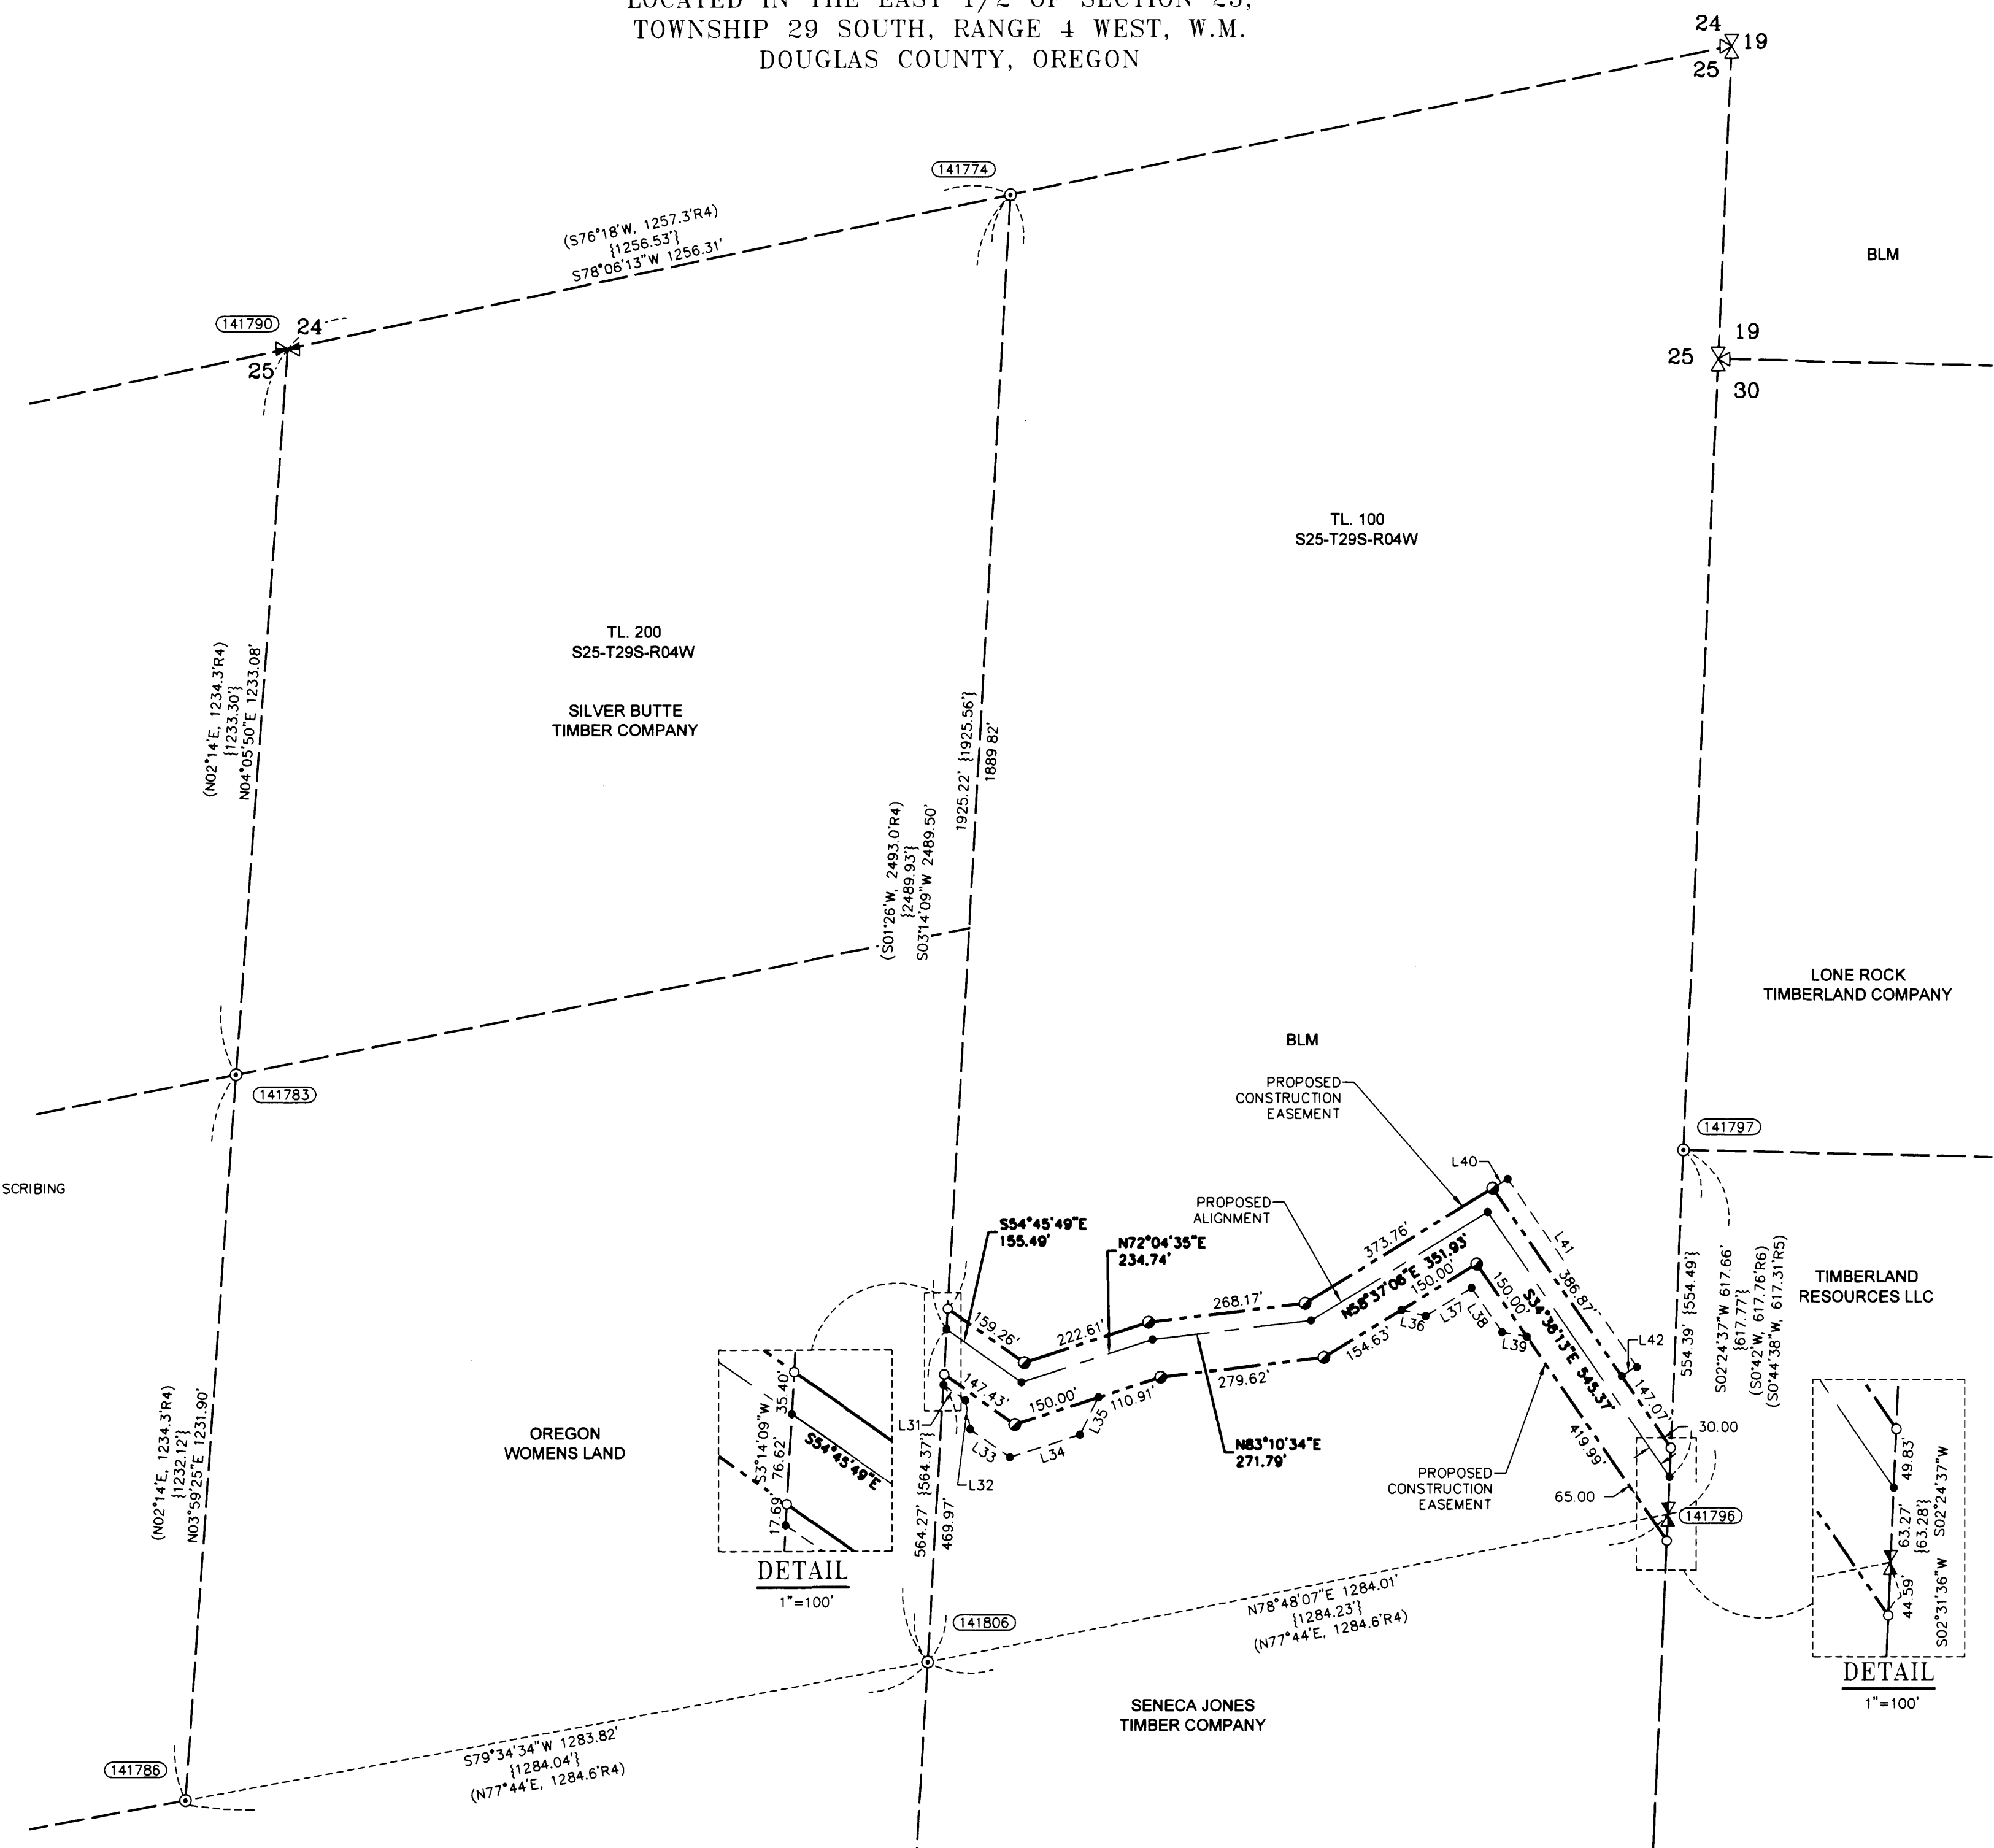 LOCATED IN THE EAST 1/2 OF SECTION 25,
TOWNSHIP 29 SOUTH, RANGE 4 WEST, W.M.
DOUGLAS COUNTY, OREGON
24
19
25
141774
(S76°18'W, 1257.3'R4)
{1256.53'}
S78°06'13"W 1256.31'
BLM
141790
24
25
19
25
30
TL. 100
S25-T29S-R04W
TL. 200
S25-T29S-R04W
SILVER BUTTE
TIMBER COMPANY
(N02°14'E, 1234.3'R4)
{1233.30'}
N04°05'50"E 1233.08'
1925.22' {1925.56'}
1889.82'
(S01°26'W, 2493.0'R4)
{2489.93'}
S03°14'09"W 2489.50'
LONE ROCK
TIMBERLAND COMPANY
BLM
PROPOSED
CONSTRUCTION
EASEMENT
141783
141797
SCRIBING
L40
PROPOSED
ALIGNMENT
S54°45'49"E
155.49'
N72°04'35"E
234.74'
373.76'
L41
N58°37'06"E 351.93'
386.87'
268.17'
150.00'
150.00'
159.26'
222.61'
L36
L37
L38
L39
S34°36'13"E 545.37'
L42
154.63'
147.43'
150.00'
110.91'
279.62'
147.07'
L31
L35
L33
L34
L32
N83°10'34"E
271.79'
419.99'
30.00
65.00
PROPOSED
CONSTRUCTION
EASEMENT
554.39' {554.49'}
S02°24'37"W 617.66'
{617.77'}
(S0°42'W, 617.76'R6)
(S0°44'38"W, 617.31'R5)
TIMBERLAND
RESOURCES LLC
OREGON
WOMENS LAND
(N02°14'E, 1234.3'R4)
{1232.12'}
N03°59'25"E 1231.90'
S3°14'09"W
35.40'
76.62'
17.69'
S54°45'49"E
DETAIL
1"=100'
564.27' {564.37'}
469.97'
141796
49.83'
63.27'
{63.28'}
S02°24'37"W
44.59'
S02°31'36"W
DETAIL
1"=100'
141806
N78°48'07"E 1284.01'
{1284.23'}
(N77°44'E, 1284.6'R4)
SENECA JONES
TIMBER COMPANY
141786
S79°34'34"W 1283.82'
{1284.04'}
(N77°44'E, 1284.6'R4)